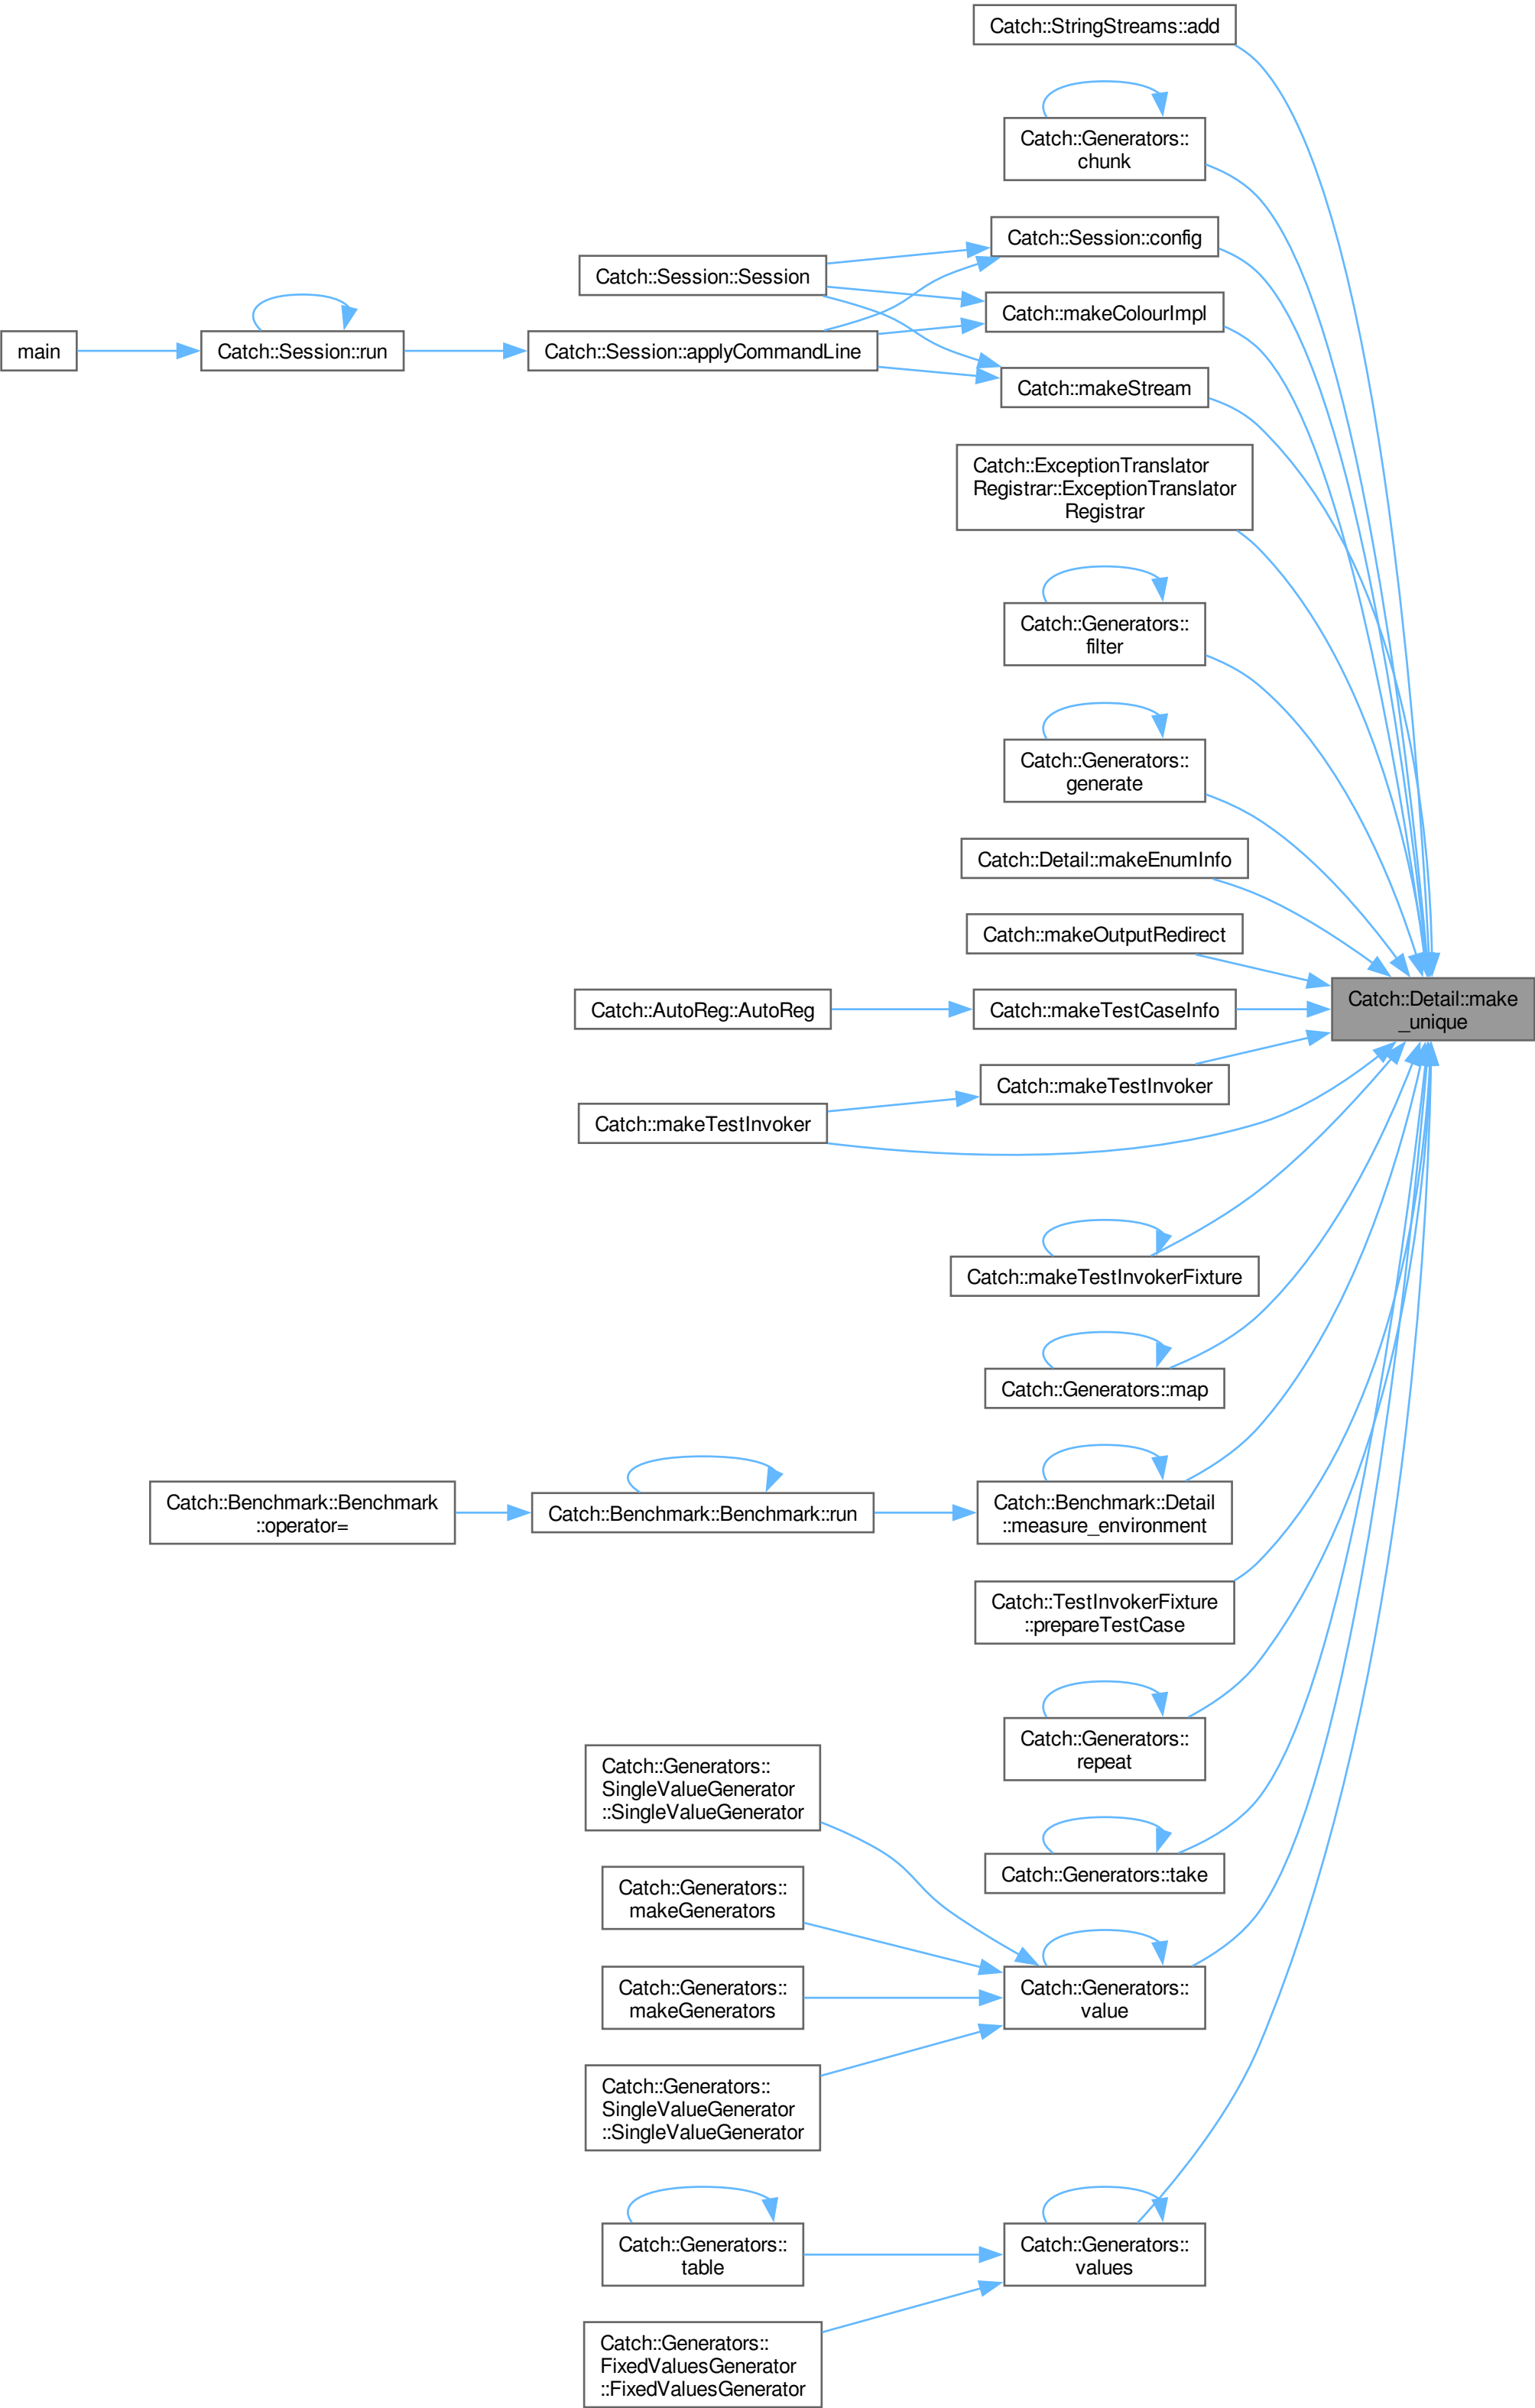 Catch::StringStreams::add
Catch::Generators::
chunk
Catch::Session::config
Catch::Session::Session
Catch::makeColourImpl
main
Catch::Session::run
Catch::Session::applyCommandLine
Catch::makeStream
Catch::ExceptionTranslator
Registrar::ExceptionTranslator
Registrar
Catch::Generators::
filter
Catch::Generators::
generate
Catch::Detail::makeEnumInfo
Catch::makeOutputRedirect
Catch::Detail::make
_unique
Catch::AutoReg::AutoReg
Catch::makeTestCaseInfo
Catch::makeTestInvoker
Catch::makeTestInvoker
Catch::makeTestInvokerFixture
Catch::Generators::map
Catch::Benchmark::Benchmark
::operator=
Catch::Benchmark::Benchmark::run
Catch::Benchmark::Detail
::measure_environment
Catch::TestInvokerFixture
::prepareTestCase
Catch::Generators::
repeat
Catch::Generators::
SingleValueGenerator
::SingleValueGenerator
Catch::Generators::take
Catch::Generators::
makeGenerators
Catch::Generators::
makeGenerators
Catch::Generators::
value
Catch::Generators::
SingleValueGenerator
::SingleValueGenerator
Catch::Generators::
table
Catch::Generators::
values
Catch::Generators::
FixedValuesGenerator
::FixedValuesGenerator